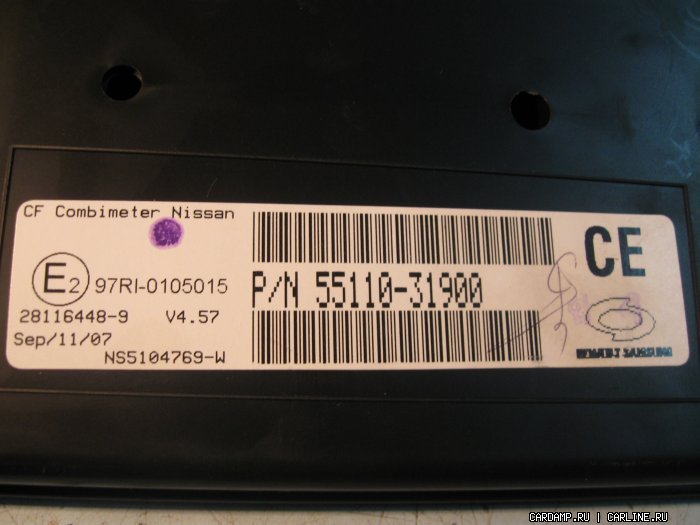 CF Combimeter Nissan
CE
E2 97RI-0105015
P/N 55110-31900
28116448-9 V4.57
Sep/11/07
NS5104769-W
RENAULT SAMSUNG
CARDAMP.RU | CARLINE.RU